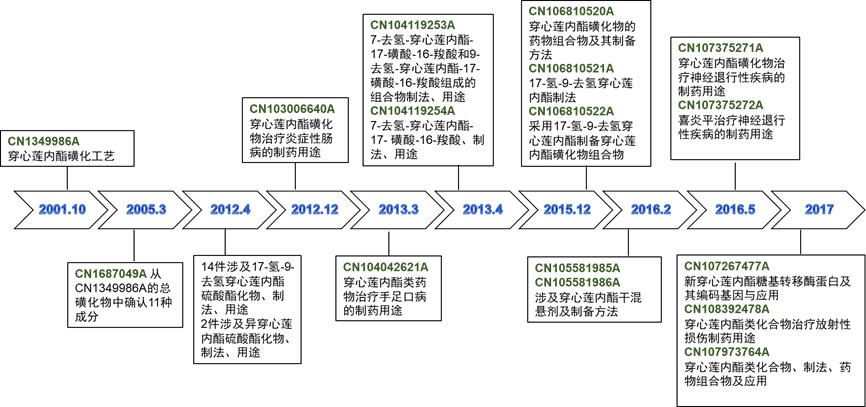 CN1349986A
穿心莲内酯磺化工艺
CN103006640A
穿心莲内酯磺化
物治疗炎症性肠
病的制药用途
CN104119253A
7-去氢-穿心莲内酯-
17-磺酸-16-羧酸和9-
去氢-穿心莲内酯-17-
磺酸-16-羧酸组成的
组合物制法、用途
CN104119254A
7-去氢-穿心莲内酯-
17- 磺酸-16-羧酸、制
法、用途
CN106810520A
穿心莲内酯磺化物的
药物组合物及其制备
方法
CN106810521A
17-氢-9-去氢穿心莲
内酯制法
CN106810522A
采用17-氢-9-去氢穿
心莲内酯制备穿心莲
内酯磺化物组合物
CN107375271A
穿心莲内酯磺化物治
疗神经退行性疾病的
制药用途
CN107375272A
喜炎平治疗神经退行
性疾病的制药用途
2001.10
2005.3
2012.4
2012.12
2013.3
2013.4
2015.12
2016.2
2016.5
2017
CN1687049A 从
CN1349986A的总
磺化物中确认11种
成分
14件涉及17-氢-9-
去氢穿心莲内酯
硫酸酯化物、制
法、用途
2件涉及异穿心莲
内酯硫酸酯化物、
制法、用途
CN104042621A
穿心莲内酯类药
物治疗手足口病
的制药用途
CN105581985A
CN105581986A
涉及穿心莲内酯干混
悬剂及制备方法
CN107267477A
新穿心莲内酯糖基转移酶蛋白及
其编码基因与应用
CN108392478A
穿心莲内酯类化合物治疗放射性
损伤制药用途
CN107973764A
穿心莲内酯类化合物、制法、药
物组合物及应用